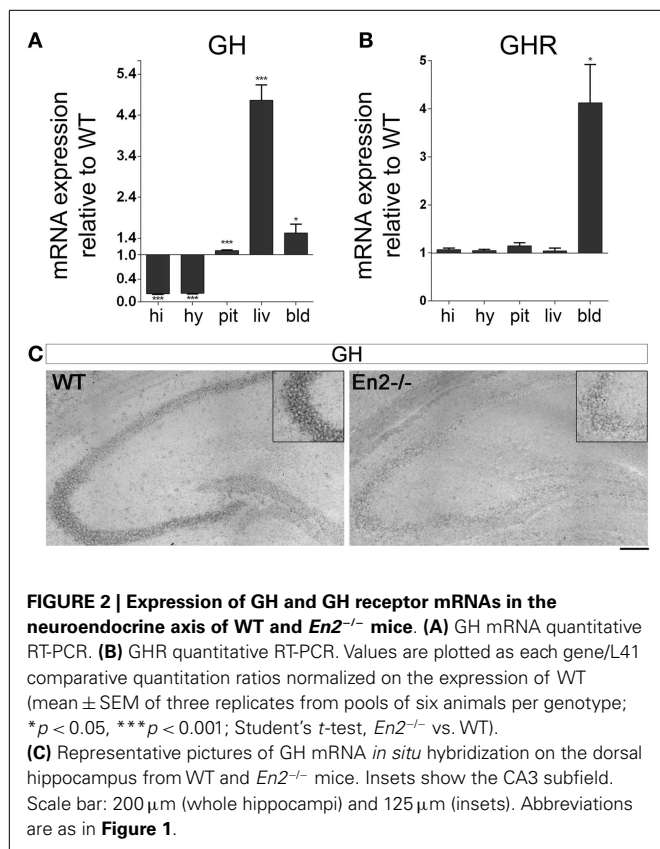 A
GH
B
GHR
mRNA expression
relative to WT
5.4
4.4
3.4
2.4
1.4
1.0
0.4
0.0
***
***
***
***
*
hi
hy
pit
liv
bld
mRNA expression
relative to WT
5
4
3
2
1
0
*
hi
hy
pit
liv
bld
C
GH
WT
En2-/-
FIGURE 2 | Expression of GH and GH receptor mRNAs in the
neuroendocrine axis of WT and En2−/− mice. (A) GH mRNA quantitative
RT-PCR. (B) GHR quantitative RT-PCR. Values are plotted as each gene/L41
comparative quantitation ratios normalized on the expression of WT
(mean ± SEM of three replicates from pools of six animals per genotype;
*p < 0.05, ***p < 0.001; Student's t-test, En2−/− vs. WT).
(C) Representative pictures of GH mRNA in situ hybridization on the dorsal
hippocampus from WT and En2−/− mice. Insets show the CA3 subfield.
Scale bar: 200 μm (whole hippocampi) and 125 μm (insets). Abbreviations
are as in Figure 1.